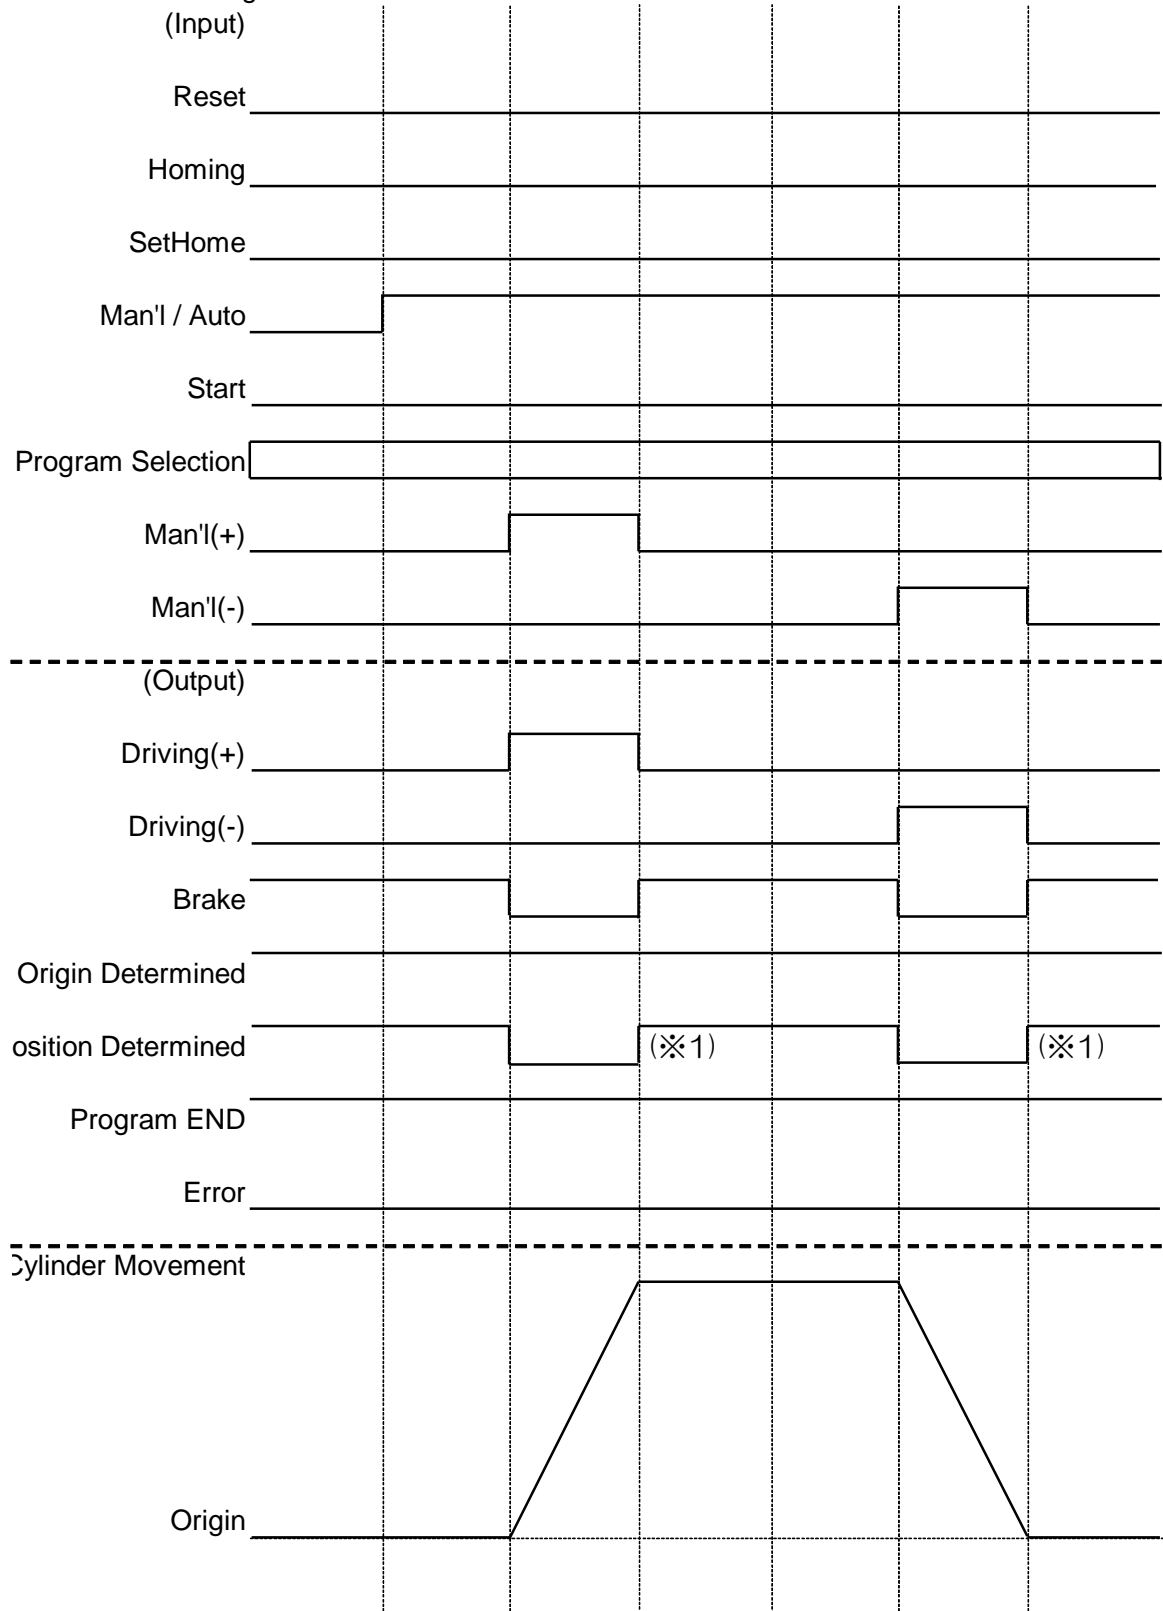 (Input)
Reset
Homing
SetHome
Man'l / Auto
Start
Program Selection
Man'l(+)
Man'l(-)
(Output)
Driving(+)
Driving(-)
Brake
Origin Determined
osition Determined
(※1)
(※1)
Program END
Error
Cylinder Movement
Origin